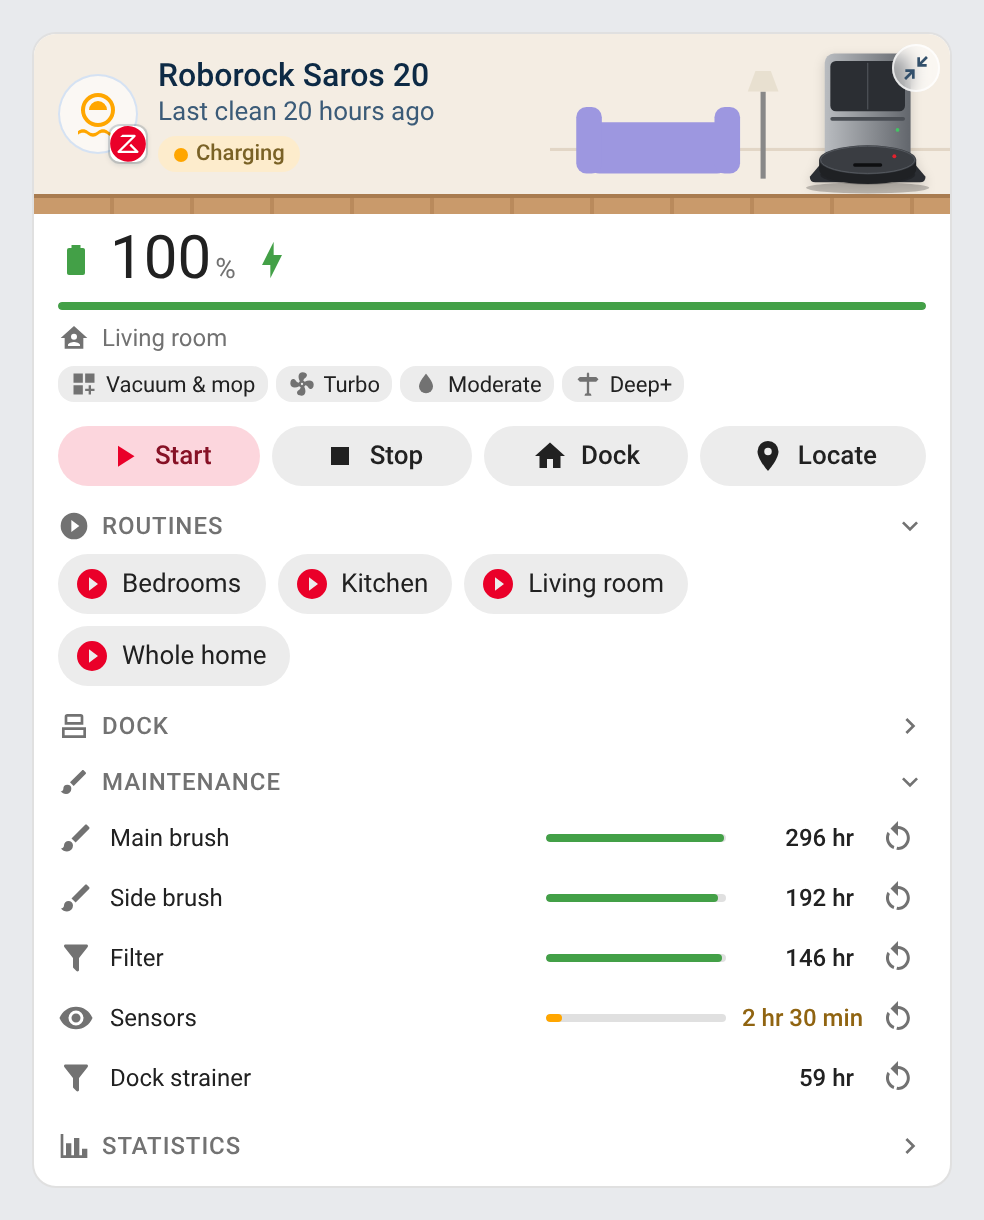 Roborock Saros 20
Last clean 20 hours ago
Charging
100 %
Living room
Vacuum & mop Turbo Moderate Deep+
Start Stop Dock Locate
ROUTINES
Bedrooms Kitchen Living room
Whole home
DOCK
MAINTENANCE
Main brush 296 hr
Side brush 192 hr
Filter 146 hr
Sensors 2 hr 30 min
Dock strainer 59 hr
STATISTICS